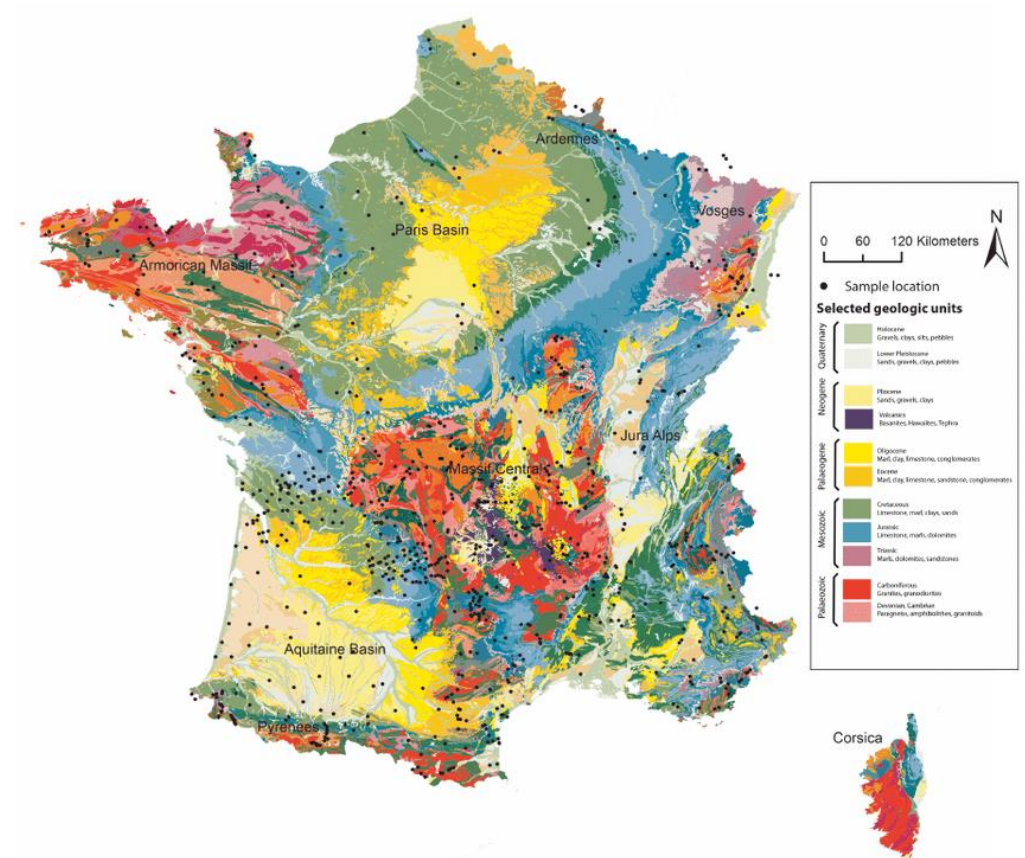 Ardennes
Vosges
Paris Basin
Armorican Massif
Jura Alps
Massif Central
Aquitaine Basin
Pyrenees
Corsica
N
0 60 120 Kilometers
Sample location
Selected geologic units
Quaternary
Holocene
Gravels, clays, silts, pebbles
Lower Pleistocene
Sands, gravels, clays, pebbles
Neogene
Pliocene
Sands, gravels, clays
Volcanics
Basanites, Hawaiites, Tephra
Palaeogene
Oligocene
Marl, clay, limestone, conglomerates
Eocene
Marl, clay, limestone, sandstone, conglomerates
Mesozoic
Cretaceous
Limestone, marl, clays, sands
Jurassic
Limestone, marls, dolomites
Triassic
Marls, dolomites, sandstones
Palaeozoic
Carboniferous
Granites, granodiorites
Devonian, Cambrian
Paragneiss, amphibolithes, granitoids